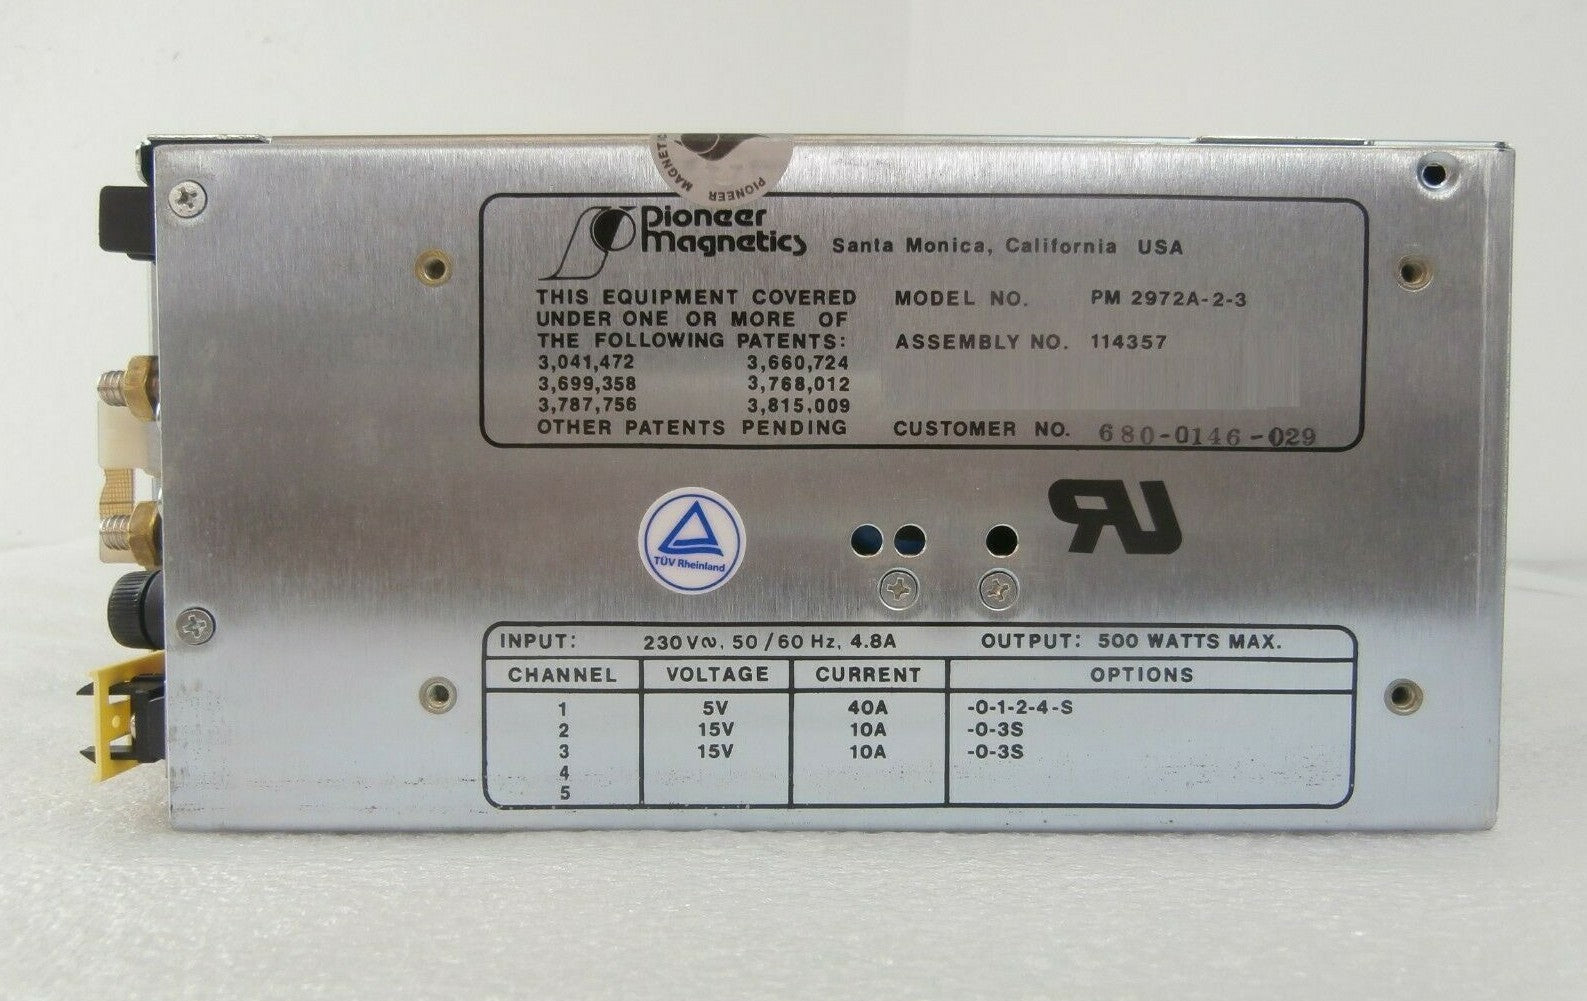 PIONEER MAGNETIC
Pioneer
Magnetics Santa Monica, California USA
THIS EQUIPMENT COVERED
UNDER ONE OR MORE OF
THE FOLLOWING PATENTS:
3,041,472 3,660,724
3,699,358 3,768,012
3,787,756 3,815,009
OTHER PATENTS PENDING
MODEL NO. PM 2972A-2-3
ASSEMBLY NO. 114357
CUSTOMER NO. 680-0146-029
TÜV Rheinland
UR
INPUT: 230V∿, 50/60 Hz, 4.8A OUTPUT: 500 WATTS MAX.
CHANNEL VOLTAGE CURRENT OPTIONS
1 5V 40A -0-1-2-4-S
2 15V 10A -0-3S
3 15V 10A -0-3S
4
5